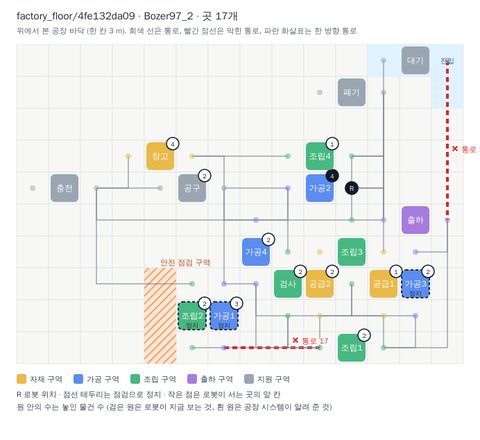 factory_floor/4fe132da09 · Bozer97_2 · 곳 17개
위에서 본 공장 바닥 (한 칸 3 m). 회색 선은 통로, 빨간 점선은 막힌 통로, 파란 화살표는 한 방향 통로
대기
폐기
창고 4
조립4 1
충전
공구 2
가공2 4
R
출하
✖ 통로
가공4 2
조립3
안전 점검 구역
검사 2
공급2 2
공급1 1
가공3 2
정지
조립2 2
정지
가공1 3
정지
✖ 통로 17
조립1 2
자재 구역
가공 구역
조립 구역
출하 구역
지원 구역
R 로봇 위치 · 점선 테두리는 점검으로 정지 · 작은 점은 로봇이 서는 곳의 앞 칸
원 안의 수는 놓인 물건 수 (검은 원은 로봇이 지금 보는 것, 흰 원은 공장 시스템이 알려 준 것)